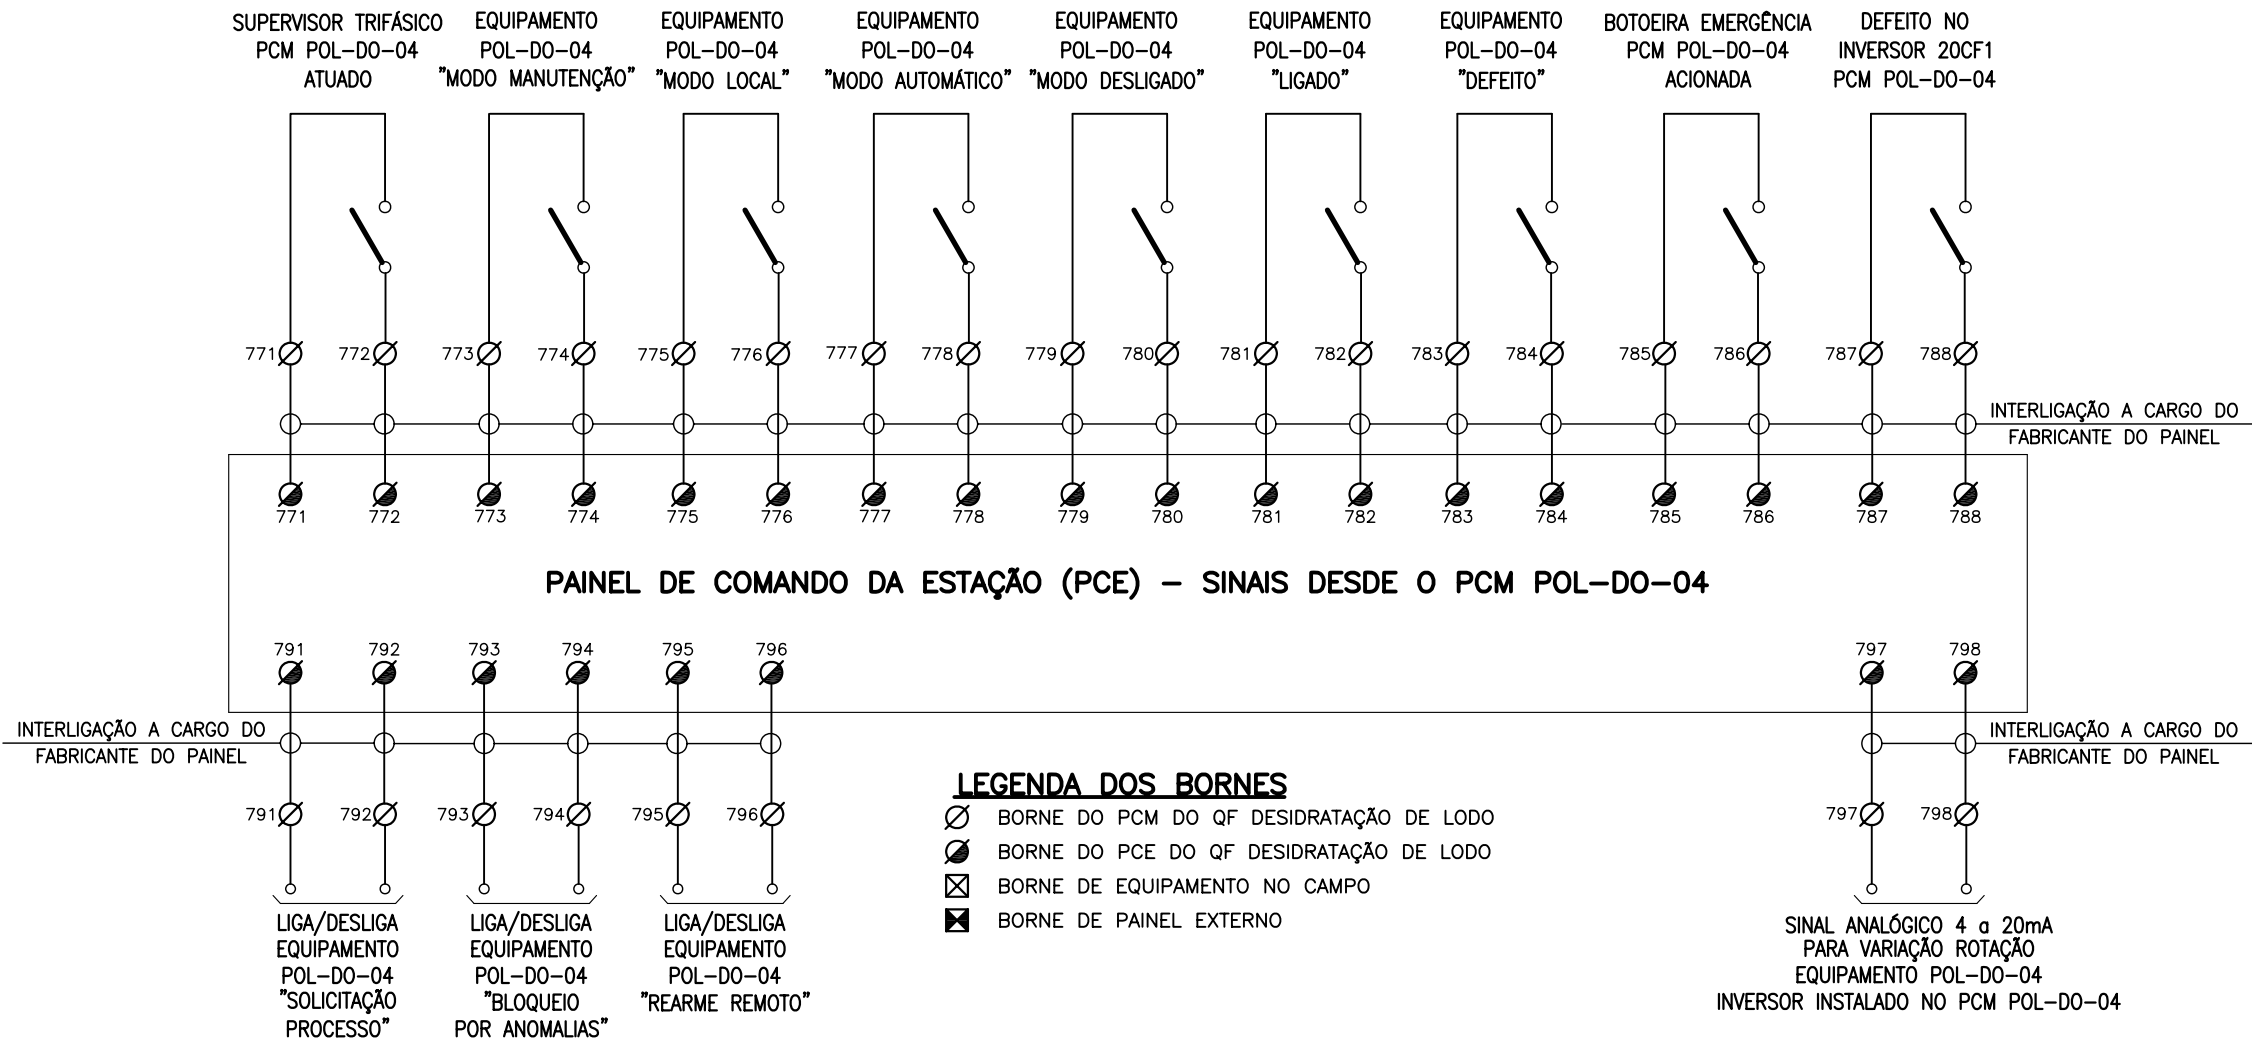 SUPERVISOR TRIFÁSICO
PCM POL-DO-04
ATUADO
EQUIPAMENTO
POL-DO-04
"MODO MANUTENÇÃO"
EQUIPAMENTO
POL-DO-04
"MODO LOCAL"
EQUIPAMENTO
POL-DO-04
"MODO AUTOMÁTICO"
EQUIPAMENTO
POL-DO-04
"MODO DESLIGADO"
EQUIPAMENTO
POL-DO-04
"LIGADO"
EQUIPAMENTO
POL-DO-04
"DEFEITO"
BOTOEIRA EMERGÊNCIA
PCM POL-DO-04
ACIONADA
DEFEITO NO
INVERSOR 20CF1
PCM POL-DO-04
771 772 773 774 775 776 777 778 779 780 781 782 783 784 785 786 787 788
INTERLIGAÇÃO A CARGO DO
FABRICANTE DO PAINEL
771 772 773 774 775 776 777 778 779 780 781 782 783 784 785 786 787 788
PAINEL DE COMANDO DA ESTAÇÃO (PCE) – SINAIS DESDE O PCM POL-DO-04
791 792 793 794 795 796 797 798
INTERLIGAÇÃO A CARGO DO
FABRICANTE DO PAINEL
INTERLIGAÇÃO A CARGO DO
FABRICANTE DO PAINEL
791 792 793 794 795 796 797 798
LEGENDA DOS BORNES
BORNE DO PCM DO QF DESIDRATAÇÃO DE LODO
BORNE DO PCE DO QF DESIDRATAÇÃO DE LODO
BORNE DE EQUIPAMENTO NO CAMPO
BORNE DE PAINEL EXTERNO
LIGA/DESLIGA
EQUIPAMENTO
POL-DO-04
"SOLICITAÇÃO
PROCESSO"
LIGA/DESLIGA
EQUIPAMENTO
POL-DO-04
"BLOQUEIO
POR ANOMALIAS"
LIGA/DESLIGA
EQUIPAMENTO
POL-DO-04
"REARME REMOTO"
SINAL ANALÓGICO 4 a 20mA
PARA VARIAÇÃO ROTAÇÃO
EQUIPAMENTO POL-DO-04
INVERSOR INSTALADO NO PCM POL-DO-04